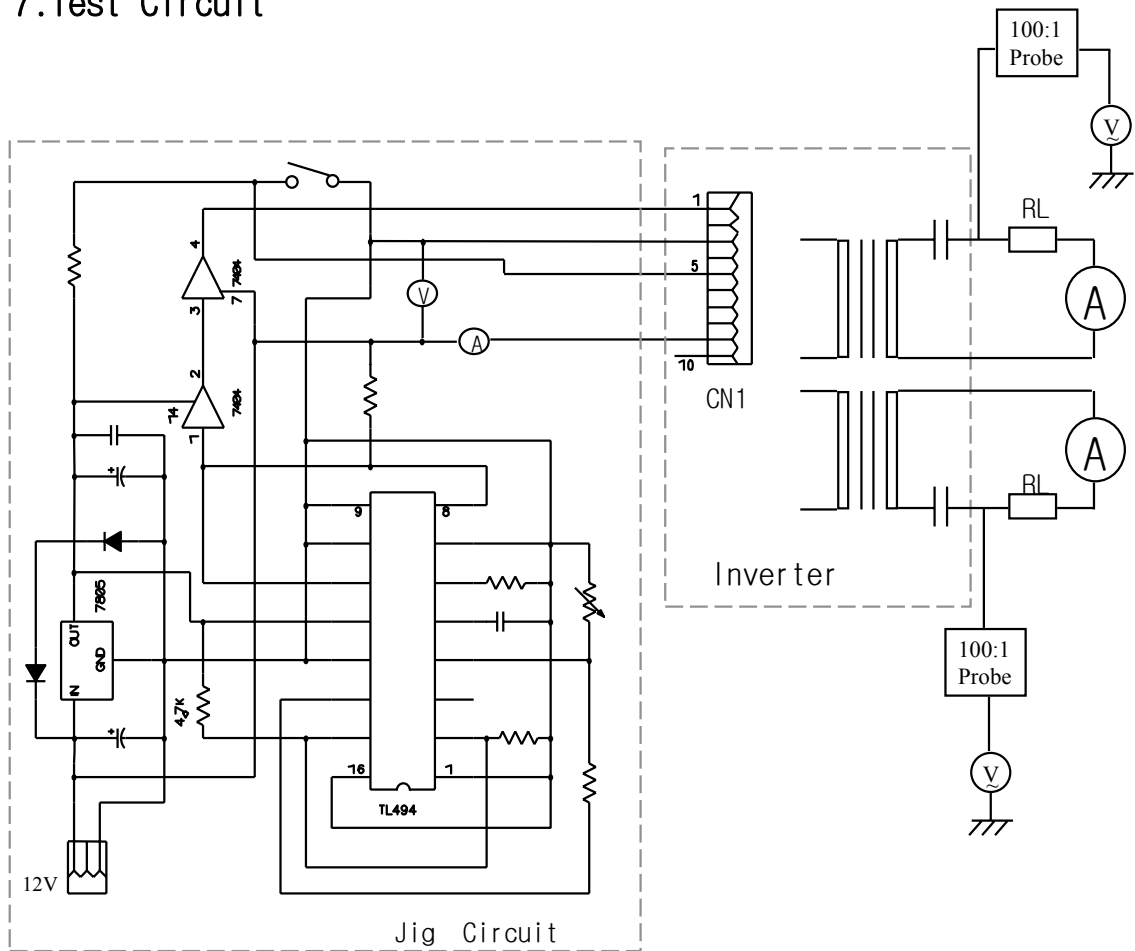 7.Test Circuit
100:1
Probe
V
~
RL
A
1
5
10
CN1
4
7404
3
7
V
A
2
7404
14
1
A
RL
9
8
Inverter
7805
OUT
GND
IN
4,7K
16
1
TL494
12V
100:1
Probe
V
~
Jig Circuit